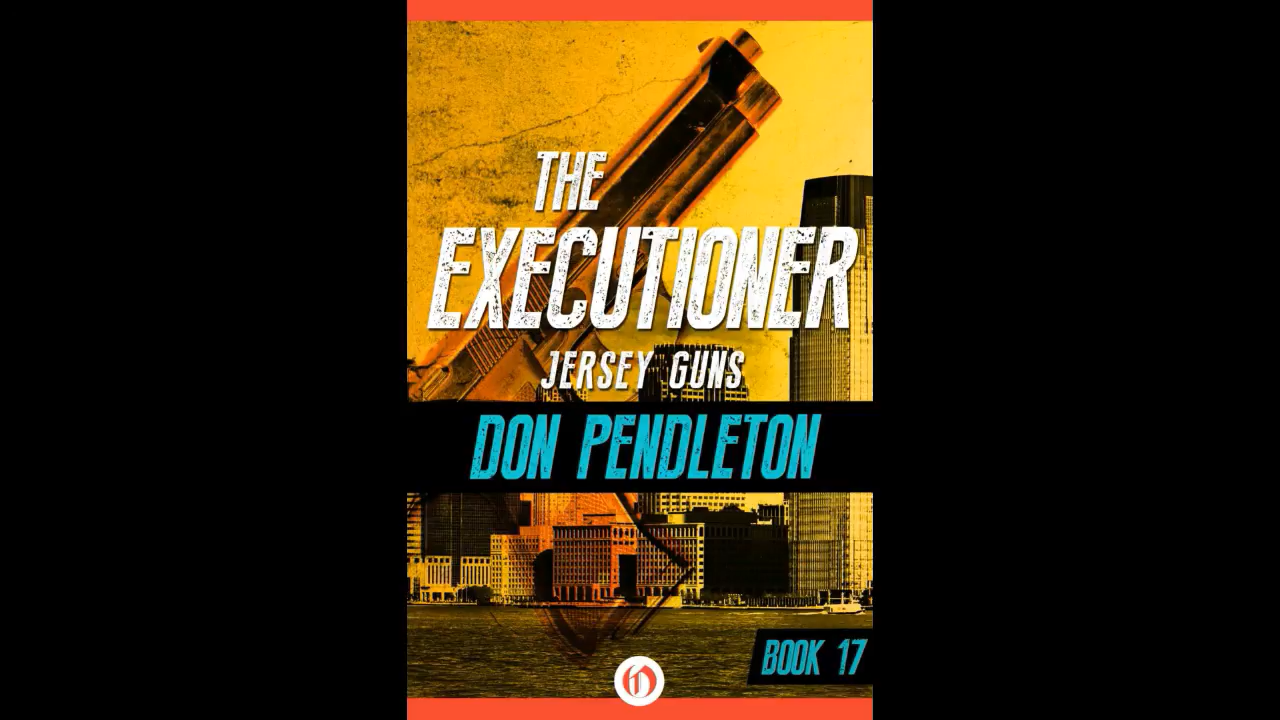 THE
EXECUTIONER
JERSEY GUNS
DON PENDLETON
BOOK 17